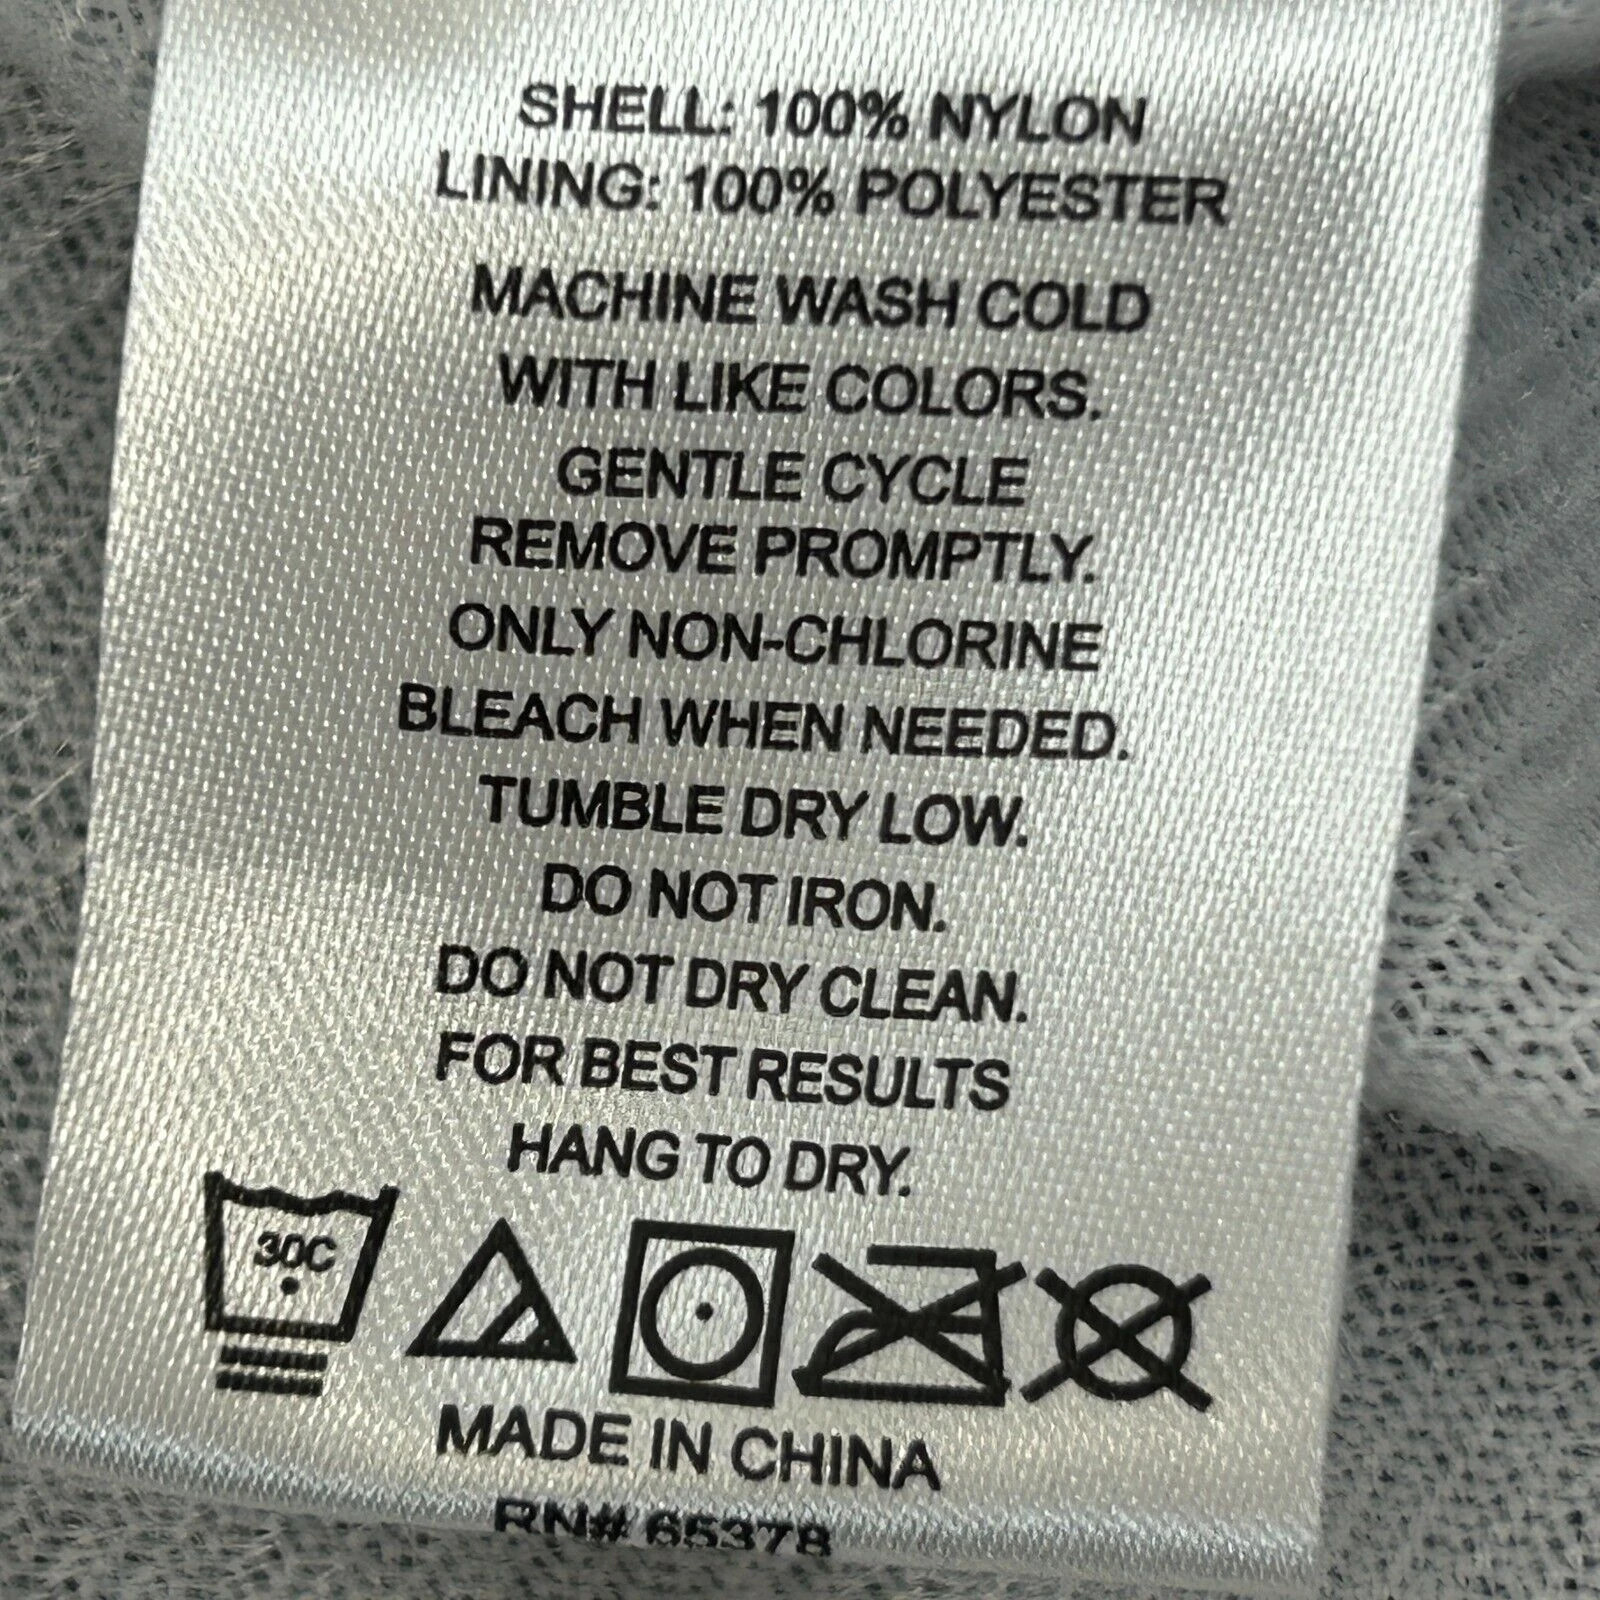 SHELL: 100% NYLON
LINING: 100% POLYESTER
MACHINE WASH COLD
WITH LIKE COLORS.
GENTLE CYCLE
REMOVE PROMPTLY.
ONLY NON-CHLORINE
BLEACH WHEN NEEDED.
TUMBLE DRY LOW.
DO NOT IRON.
DO NOT DRY CLEAN.
FOR BEST RESULTS
HANG TO DRY.
30C
MADE IN CHINA
RN# 65378